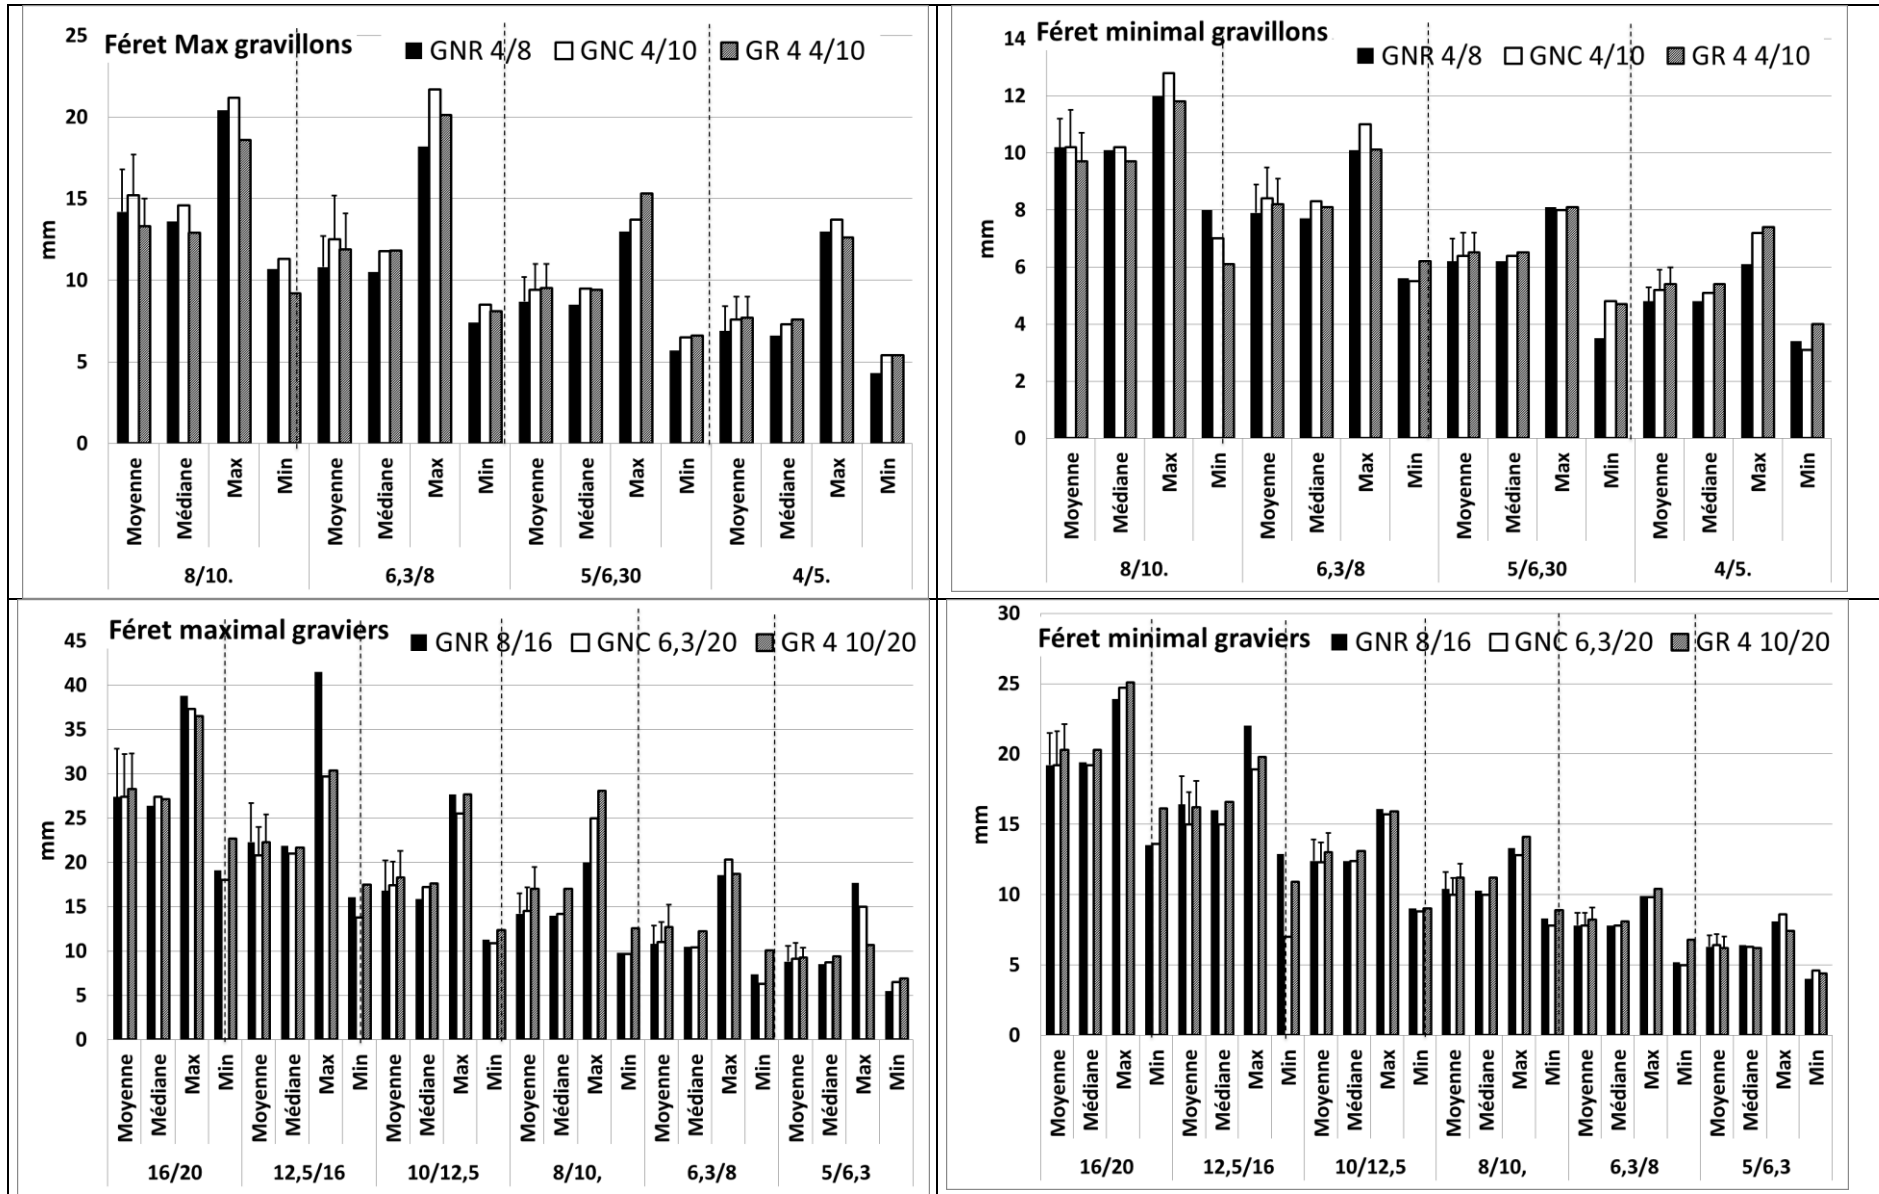 Féret Max gravillons
GNR 4/8 GNC 4/10 GR 4 4/10
25
20
15
10
5
0
mm
Moyenne Médiane Max Min Moyenne Médiane Max Min Moyenne Médiane Max Min Moyenne Médiane Max Min
8/10. 6,3/8 5/6,30 4/5.
Féret minimal gravillons
GNR 4/8 GNC 4/10 GR 4 4/10
14
12
10
8
6
4
2
0
mm
Moyenne Médiane Max Min Moyenne Médiane Max Min Moyenne Médiane Max Min Moyenne Médiane Max Min
8/10. 6,3/8 5/6,30 4/5.
Féret maximal graviers
GNR 8/16 GNC 6,3/20 GR 4 10/20
45
40
35
30
25
20
15
10
5
0
mm
Moyenne Médiane Max Min Moyenne Médiane Max Min Moyenne Médiane Max Min Moyenne Médiane Max Min Moyenne Médiane Max Min Moyenne Médiane Max Min
16/20 12,5/16 10/12,5 8/10, 6,3/8 5/6,3
Féret minimal graviers
GNR 8/16 GNC 6,3/20 GR 4 10/20
30
25
20
15
10
5
0
mm
Moyenne Médiane Max Min Moyenne Médiane Max Min Moyenne Médiane Max Min Moyenne Médiane Max Min Moyenne Médiane Max Min Moyenne Médiane Max Min
16/20 12,5/16 10/12,5 8/10, 6,3/8 5/6,3